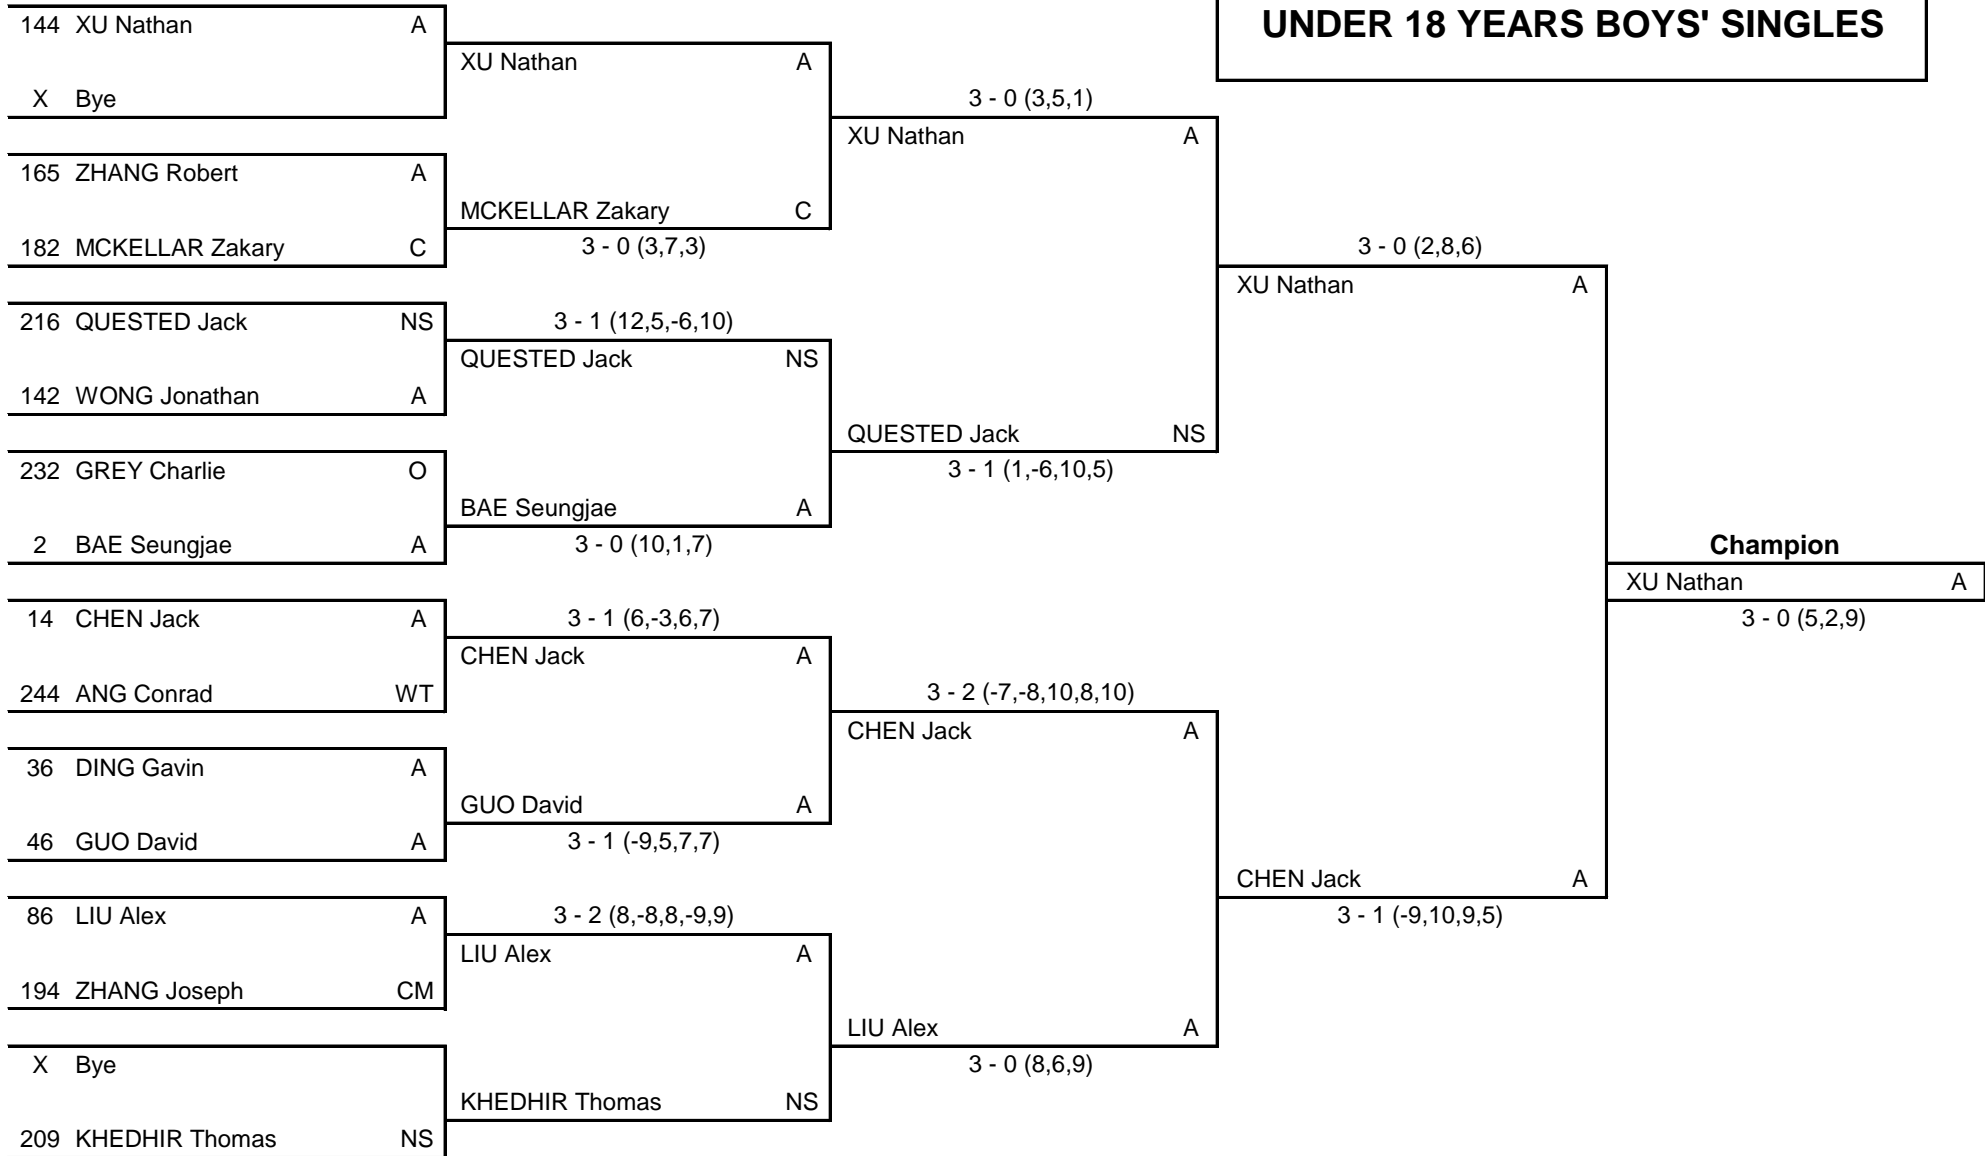 UNDER 18 YEARS BOYS' SINGLES
144 XU Nathan A
XU Nathan A
X Bye
3 - 0 (3,5,1)
XU Nathan A
165 ZHANG Robert A
MCKELLAR Zakary C
182 MCKELLAR Zakary C
3 - 0 (3,7,3)
3 - 0 (2,8,6)
XU Nathan A
216 QUESTED Jack NS
3 - 1 (12,5,-6,10)
QUESTED Jack NS
142 WONG Jonathan A
QUESTED Jack NS
232 GREY Charlie O
3 - 1 (1,-6,10,5)
BAE Seungjae A
2 BAE Seungjae A
3 - 0 (10,1,7)
Champion
XU Nathan A
14 CHEN Jack A
3 - 1 (6,-3,6,7)
3 - 0 (5,2,9)
CHEN Jack A
244 ANG Conrad WT
3 - 2 (-7,-8,10,8,10)
CHEN Jack A
36 DING Gavin A
GUO David A
46 GUO David A
3 - 1 (-9,5,7,7)
CHEN Jack A
86 LIU Alex A
3 - 2 (8,-8,8,-9,9)
3 - 1 (-9,10,9,5)
LIU Alex A
194 ZHANG Joseph CM
LIU Alex A
X Bye
3 - 0 (8,6,9)
KHEDHIR Thomas NS
209 KHEDHIR Thomas NS